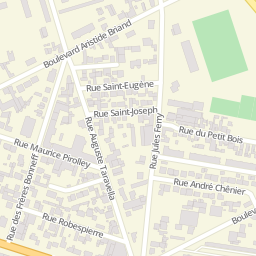 Boulevard Aristide Briand
Rue Saint-Eugène
Rue Saint-Joseph
Rue du Petit Bois
Rue Jules Ferry
Rue Auguste Taravella
Rue Maurice Pirolley
Rue des Frères Bonneff
Rue André Chénier
Rue Robespierre
Boulev